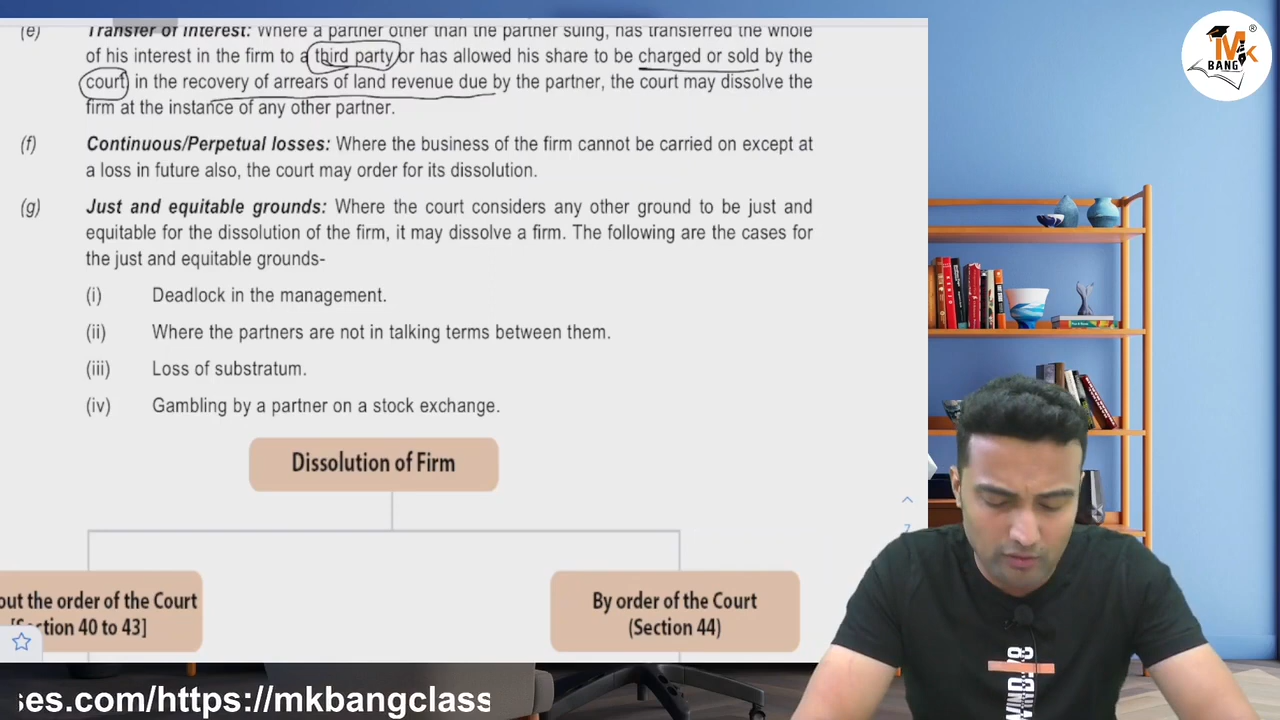 (e) Transfer of Interest: Where a partner other than the partner suing, has transferred the whole
of his interest in the firm to a third party or has allowed his share to be charged or sold by the
court in the recovery of arrears of land revenue due by the partner, the court may dissolve the
firm at the instance of any other partner.
(f) Continuous/Perpetual losses: Where the business of the firm cannot be carried on except at
a loss in future also, the court may order for its dissolution.
(g) Just and equitable grounds: Where the court considers any other ground to be just and
equitable for the dissolution of the firm, it may dissolve a firm. The following are the cases for
the just and equitable grounds-
(i) Deadlock in the management.
(ii) Where the partners are not in talking terms between them.
(iii) Loss of substratum.
(iv) Gambling by a partner on a stock exchange.
Dissolution of Firm
out the order of the Court
[Section 40 to 43]
By order of the Court
(Section 44)
MK
BANG
®
ses.com/https://mkbangclass